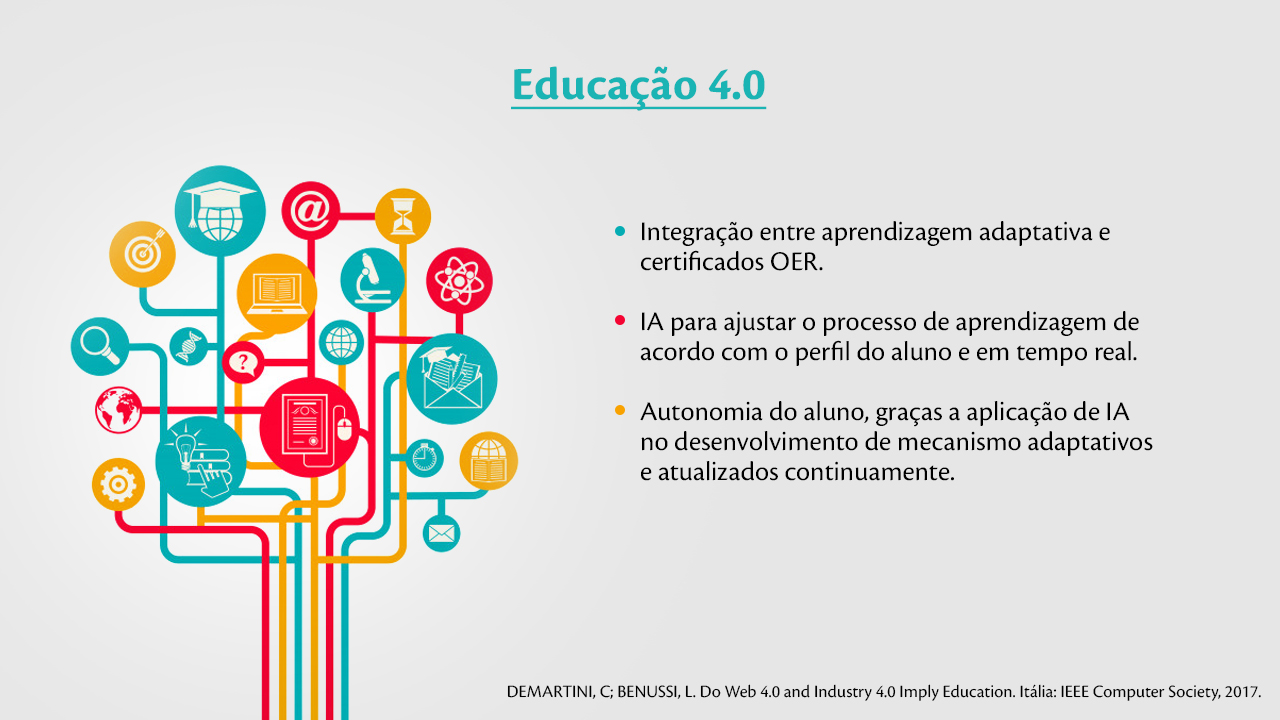 Educação 4.0
@
?
Integração entre aprendizagem adaptativa e
certificados OER.
IA para ajustar o processo de aprendizagem de
acordo com o perfil do aluno e em tempo real.
Autonomia do aluno, graças a aplicação de IA
no desenvolvimento de mecanismo adaptativos
e atualizados continuamente.
DEMARTINI, C; BENUSSI, L. Do Web 4.0 and Industry 4.0 Imply Education. Itália: IEEE Computer Society, 2017.